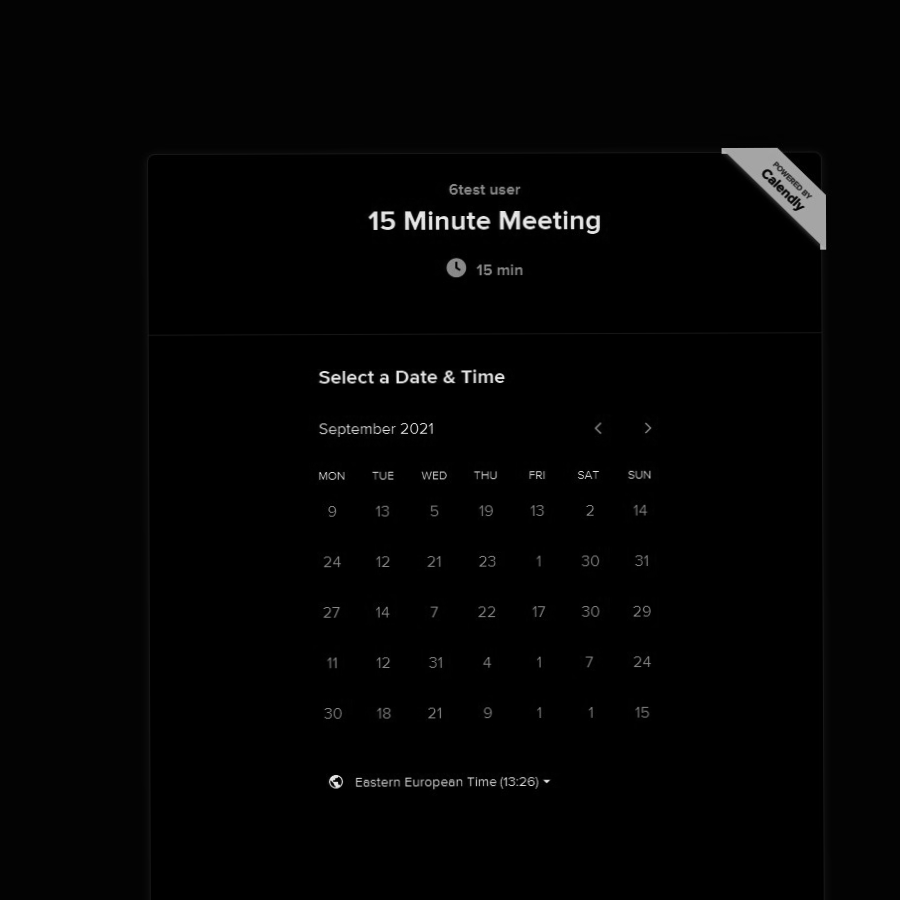 POWERED BY
Calendly
6test user
15 Minute Meeting
15 min
Select a Date & Time
September 2021
MON TUE WED THU FRI SAT SUN
9 13 5 19 13 2 14
24 12 21 23 1 30 31
27 14 7 22 17 30 29
11 12 31 4 1 7 24
30 18 21 9 1 1 15
Eastern European Time (13:26)